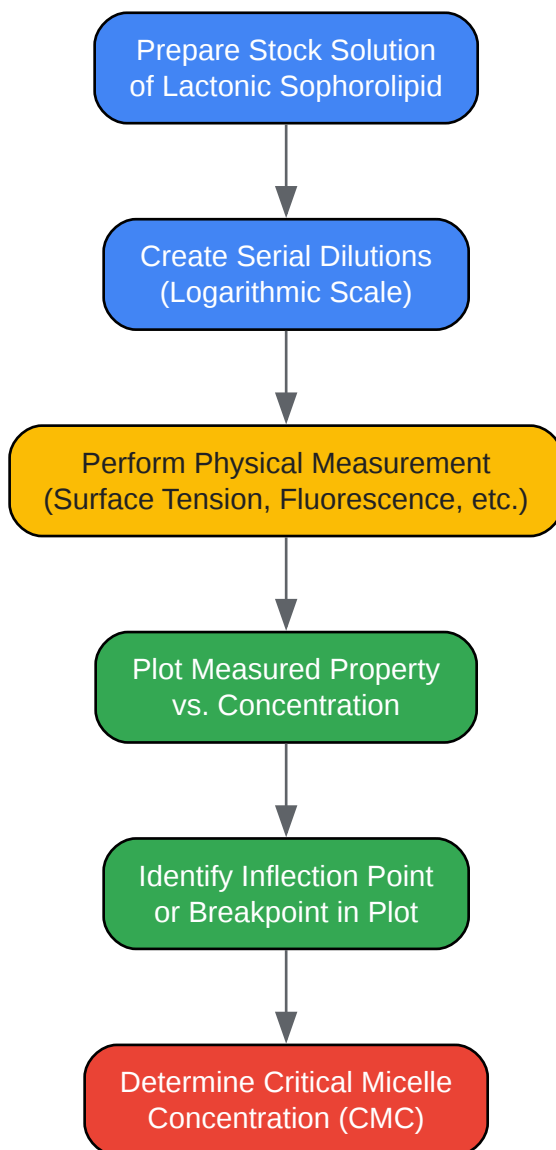 Prepare Stock Solution
of Lactonic Sophorolipid
Create Serial Dilutions
(Logarithmic Scale)
Perform Physical Measurement
(Surface Tension, Fluorescence, etc.)
Plot Measured Property
vs. Concentration
Identify Inflection Point
or Breakpoint in Plot
Determine Critical Micelle
Concentration (CMC)